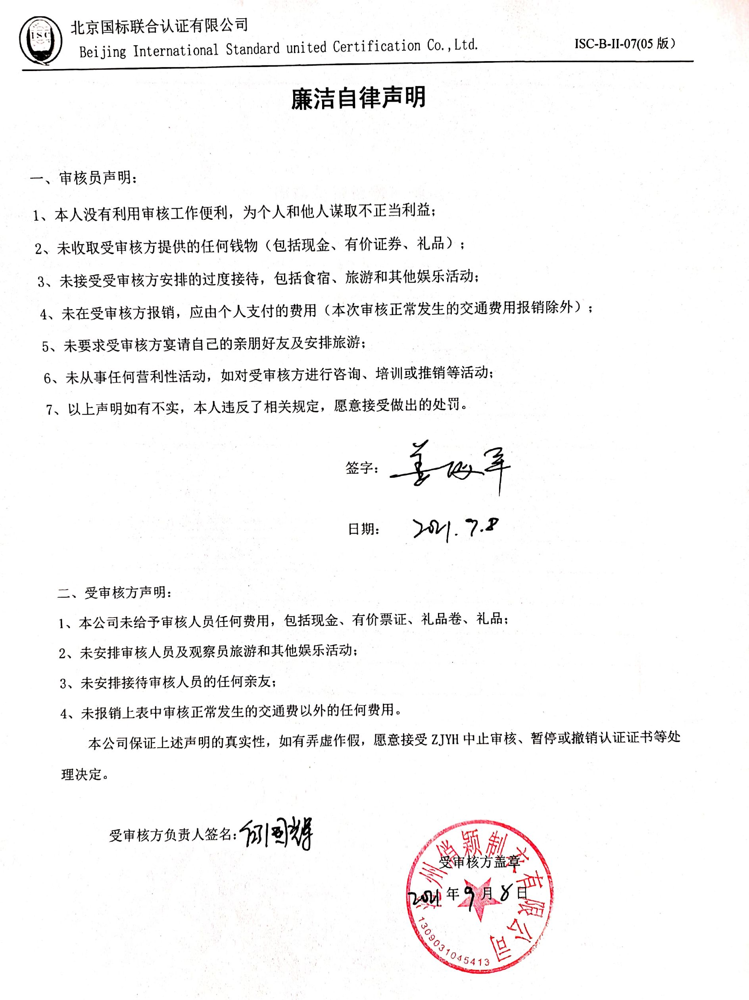 ISC
北京国标联合认证有限公司
Beijing International Standard united Certification Co.,Ltd.
ISC-B-II-07(05 版)
廉洁自律声明
一、审核员声明：
1、本人没有利用审核工作便利，为个人和他人谋取不正当利益；
2、未收取受审核方提供的任何钱物（包括现金、有价证券、礼品）；
3、未接受受审核方安排的过度接待，包括食宿、旅游和其他娱乐活动；
4、未在受审核方报销，应由个人支付的费用（本次审核正常发生的交通费用报销除外）；
5、未要求受审核方宴请自己的亲朋好友及安排旅游；
6、未从事任何营利性活动，如对受审核方进行咨询、培训或推销等活动；
7、以上声明如有不实，本人违反了相关规定，愿意接受做出的处罚。
签字：姜海军
日期：2021.9.8
二、受审核方声明：
1、本公司未给予审核人员任何费用，包括现金、有价票证、礼品卷、礼品；
2、未安排审核人员及观察员旅游和其他娱乐活动；
3、未安排接待审核人员的任何亲友；
4、未报销上表中审核正常发生的交通费以外的任何费用。
本公司保证上述声明的真实性，如有弄虚作假，愿意接受 ZJYH 中止审核、暂停或撤销认证证书等处
理决定。
受审核方负责人签名：国辉
受审核方盖章
2021 年 9 月 8 日
州 颖制衣有限公司
1309031045413